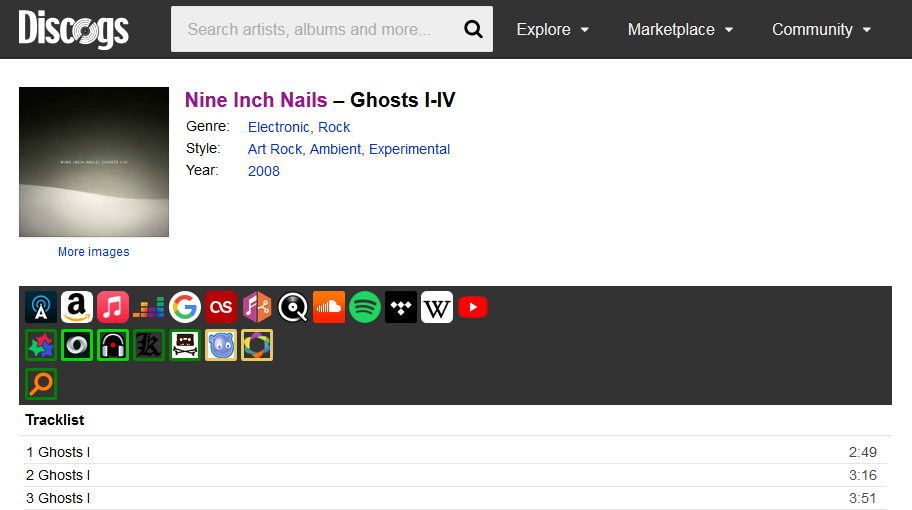 Discogs
Search artists, albums and more...
Explore
Marketplace
Community
Nine Inch Nails – Ghosts I-IV
Genre: Electronic, Rock
Style: Art Rock, Ambient, Experimental
Year: 2008
NINE INCH NAILS: GHOSTS I-IV
More images
Tracklist
1 Ghosts I 2:49
2 Ghosts I 3:16
3 Ghosts I 3:51